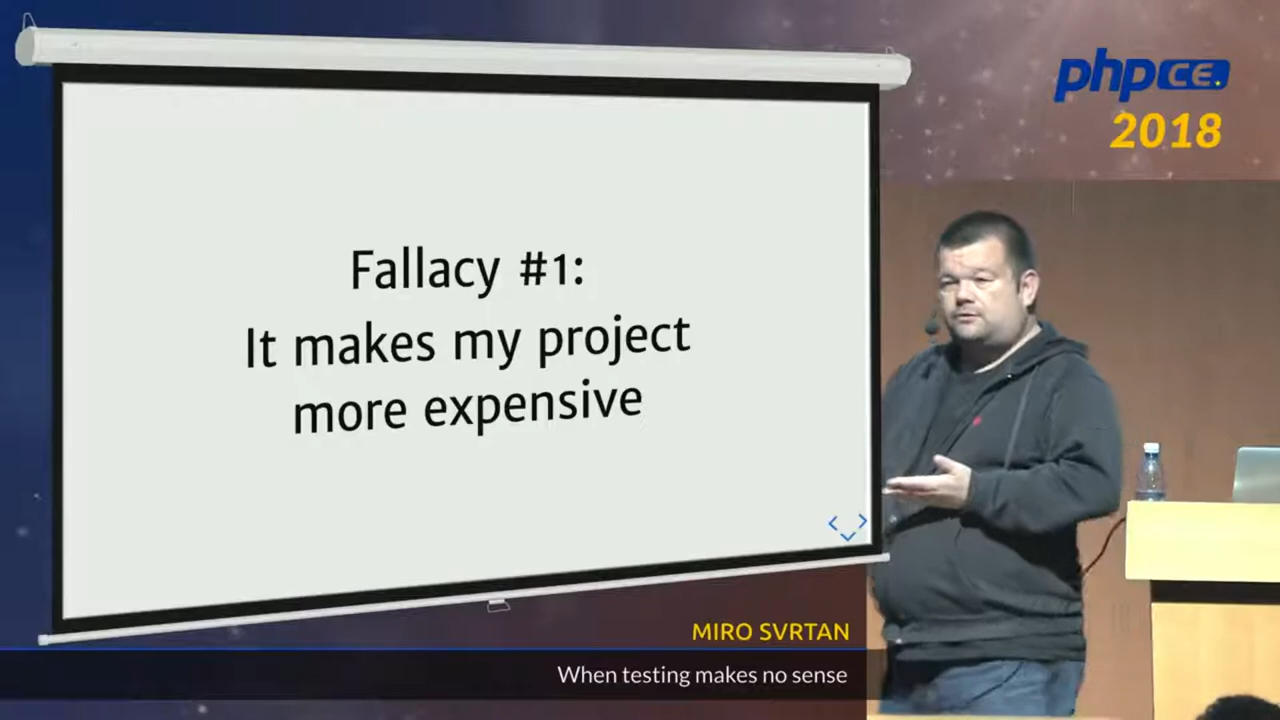 phpCE
2018
Fallacy #1:
It makes my project
more expensive
MIRO SVRTAN
When testing makes no sense